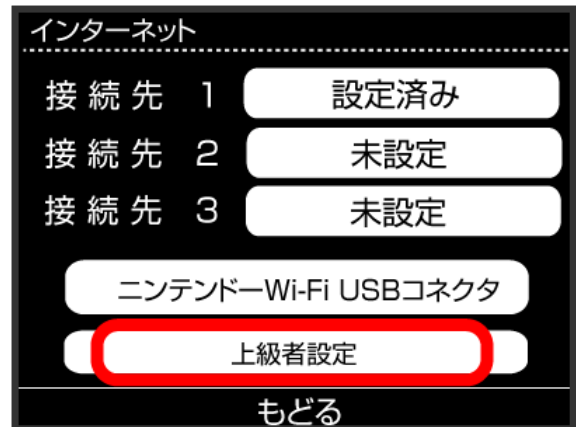 インターネット
接続先 1 設定済み
接続先 2 未設定
接続先 3 未設定
ニンテンドーWi-Fi USBコネクタ
上級者設定
もどる